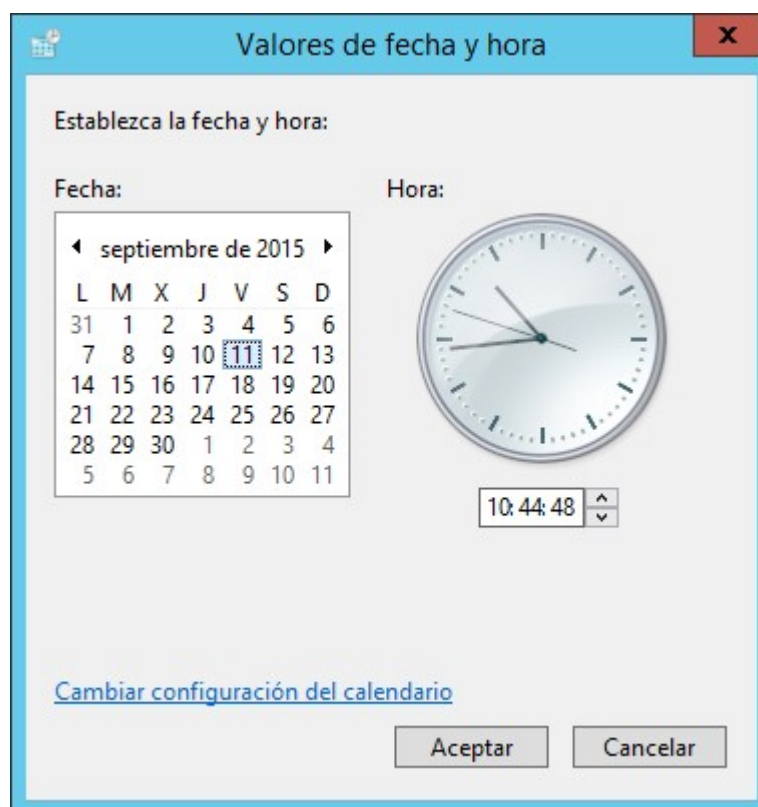 Valores de fecha y hora
x
Establezca la fecha y hora:
Fecha:
Hora:
septiembre de 2015
L M X J V S D
31 1 2 3 4 5 6
7 8 9 10 11 12 13
14 15 16 17 18 19 20
21 22 23 24 25 26 27
28 29 30 1 2 3 4
5 6 7 8 9 10 11
10:44:48
Cambiar configuración del calendario
Aceptar
Cancelar